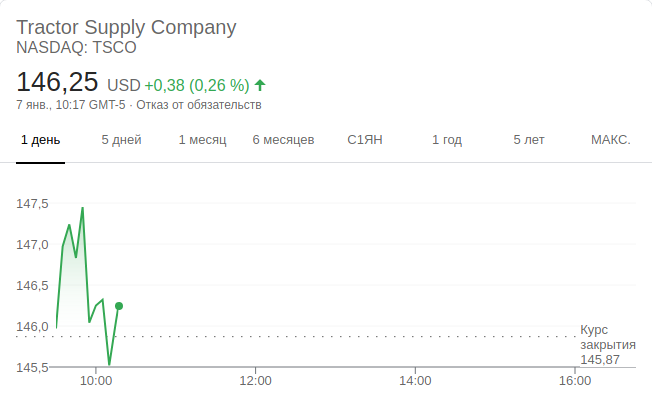 Tractor Supply Company
NASDAQ: TSCO
146,25 USD +0,38 (0,26 %)
7 янв., 10:17 GMT-5 · Отказ от обязательств
1 день 5 дней 1 месяц 6 месяцев С1ЯН 1 год 5 лет МАКС.
147,5
147,0
146,5
146,0
145,5
Курс
закрытия
145,87
10:00 12:00 14:00 16:00